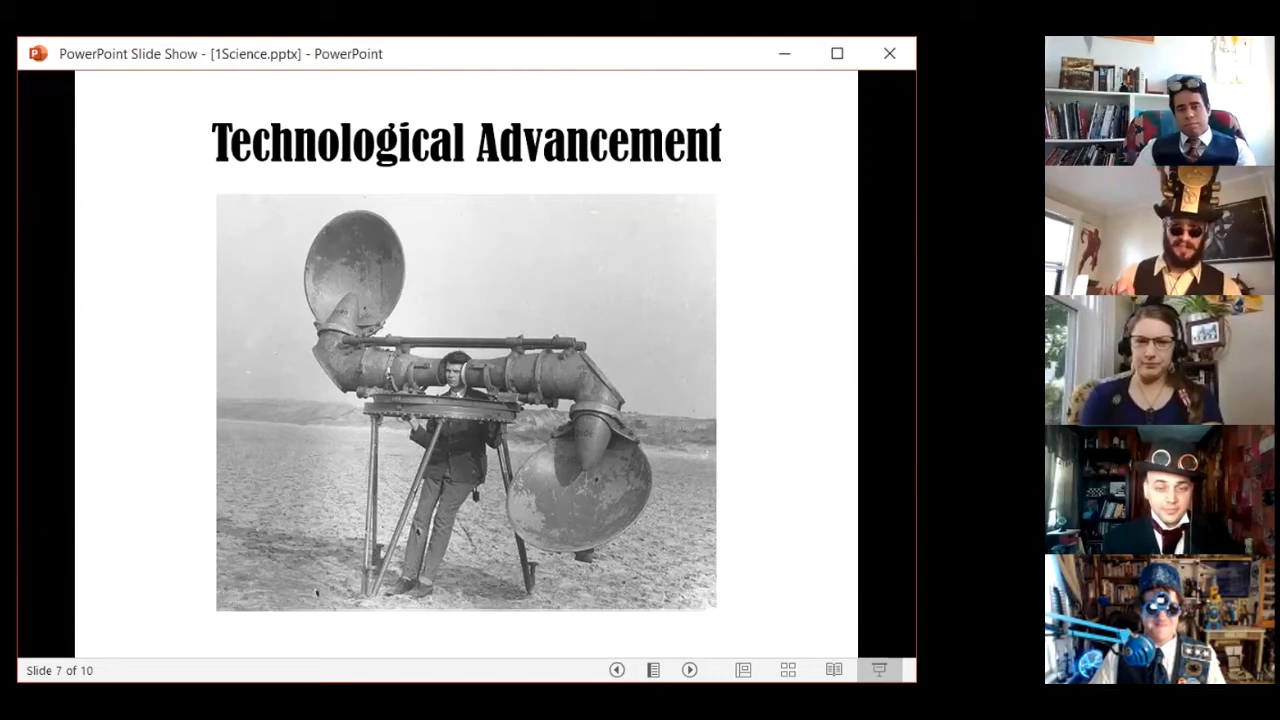 PowerPoint Slide Show - [1Science.pptx] - PowerPoint
Technological Advancement
Slide 7 of 10